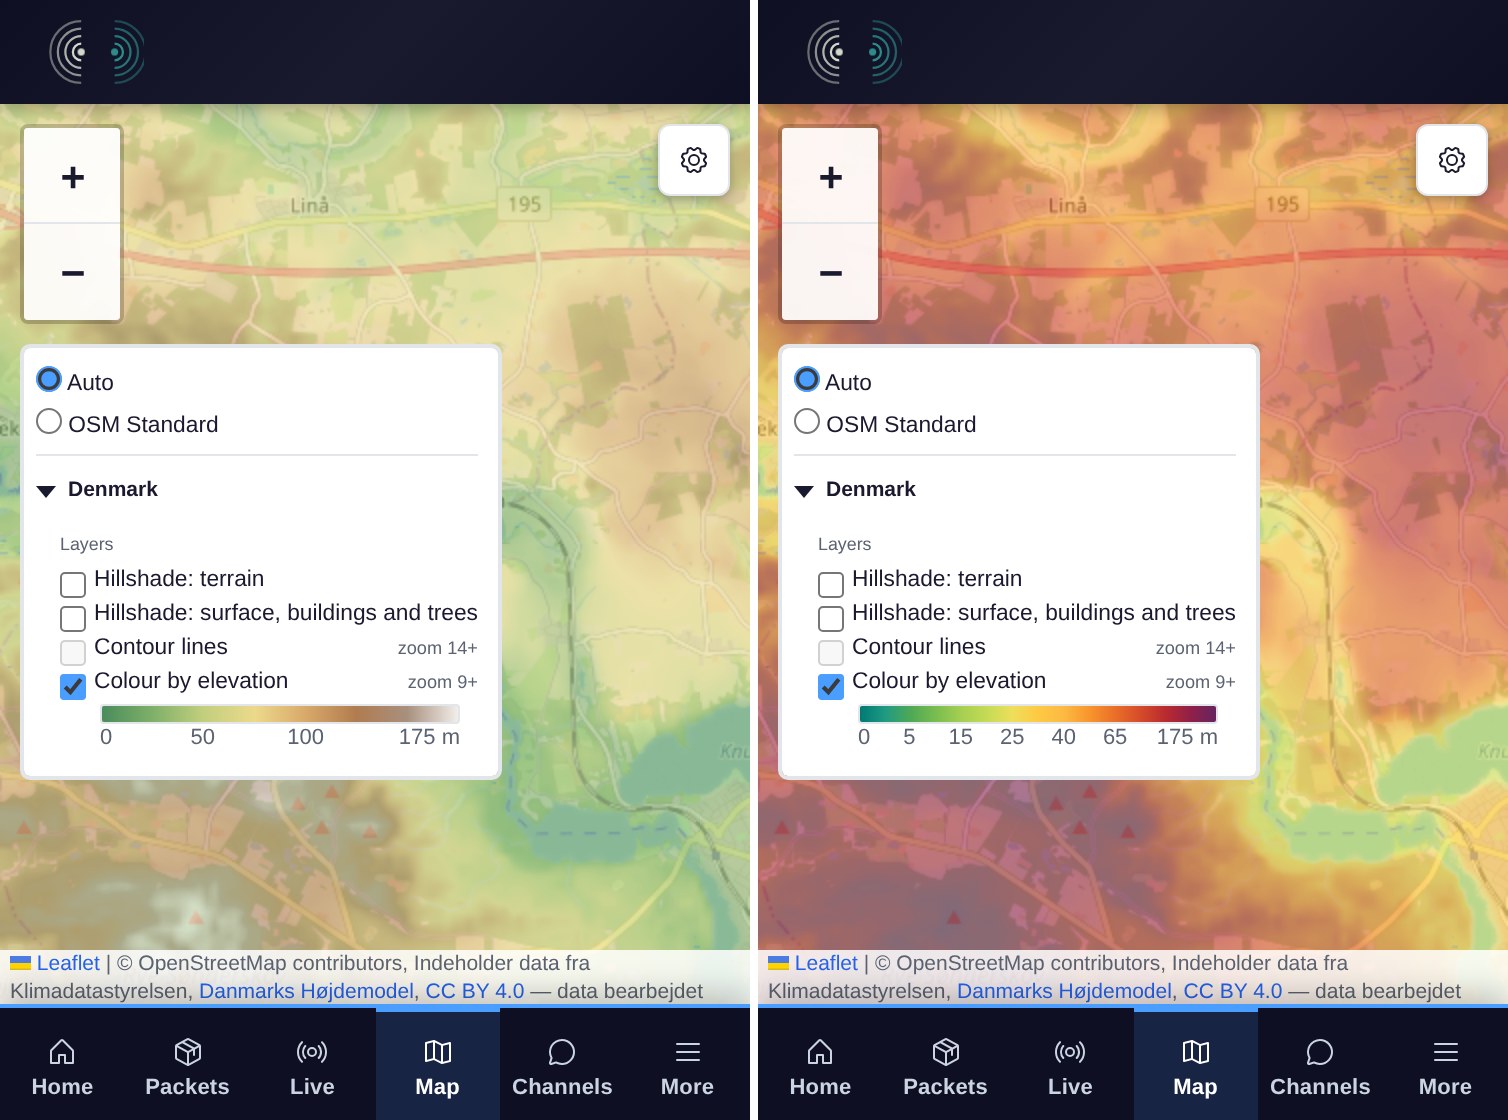 +
−
Linå
195
Auto
OSM Standard
Denmark
Layers
Hillshade: terrain
Hillshade: surface, buildings and trees
Contour lines zoom 14+
Colour by elevation zoom 9+
0 50 100 175 m
Leaflet | © OpenStreetMap contributors, Indeholder data fra
Klimadatastyrelsen, Danmarks Højdemodel, CC BY 4.0 — data bearbejdet
Home Packets Live Map Channels More
+
−
Linå
195
Auto
OSM Standard
Denmark
Layers
Hillshade: terrain
Hillshade: surface, buildings and trees
Contour lines zoom 14+
Colour by elevation zoom 9+
0 5 15 25 40 65 175 m
Leaflet | © OpenStreetMap contributors, Indeholder data fra
Klimadatastyrelsen, Danmarks Højdemodel, CC BY 4.0 — data bearbejdet
Home Packets Live Map Channels More